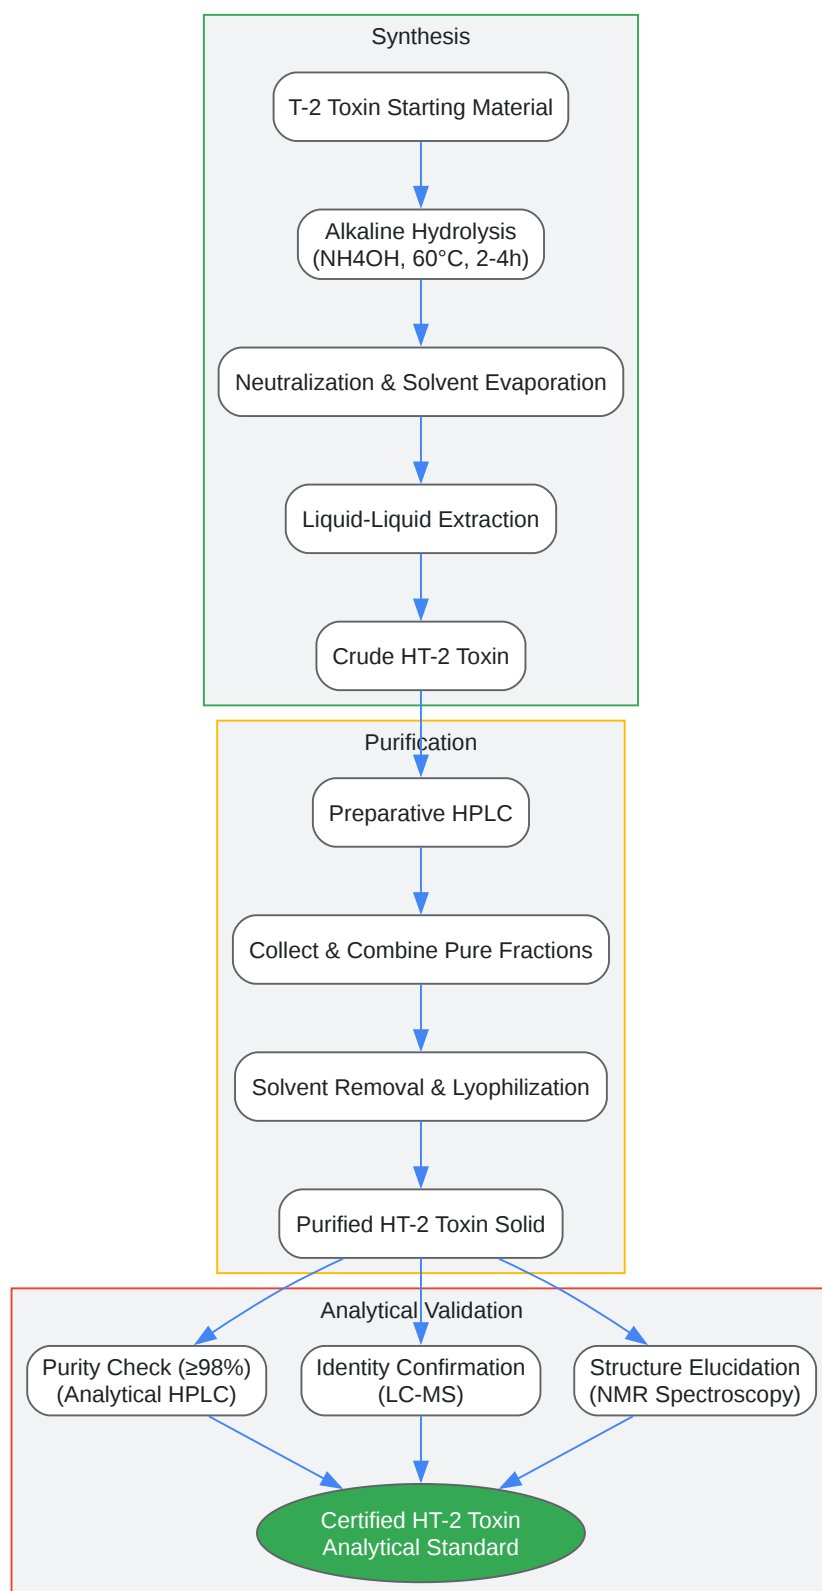 Synthesis
T-2 Toxin Starting Material
Alkaline Hydrolysis
(NH4OH, 60°C, 2-4h)
Neutralization & Solvent Evaporation
Liquid-Liquid Extraction
Crude HT-2 Toxin
Purification
Preparative HPLC
Collect & Combine Pure Fractions
Solvent Removal & Lyophilization
Purified HT-2 Toxin Solid
Analytical Validation
Purity Check (≥98%)
(Analytical HPLC)
Identity Confirmation
(LC-MS)
Structure Elucidation
(NMR Spectroscopy)
Certified HT-2 Toxin
Analytical Standard